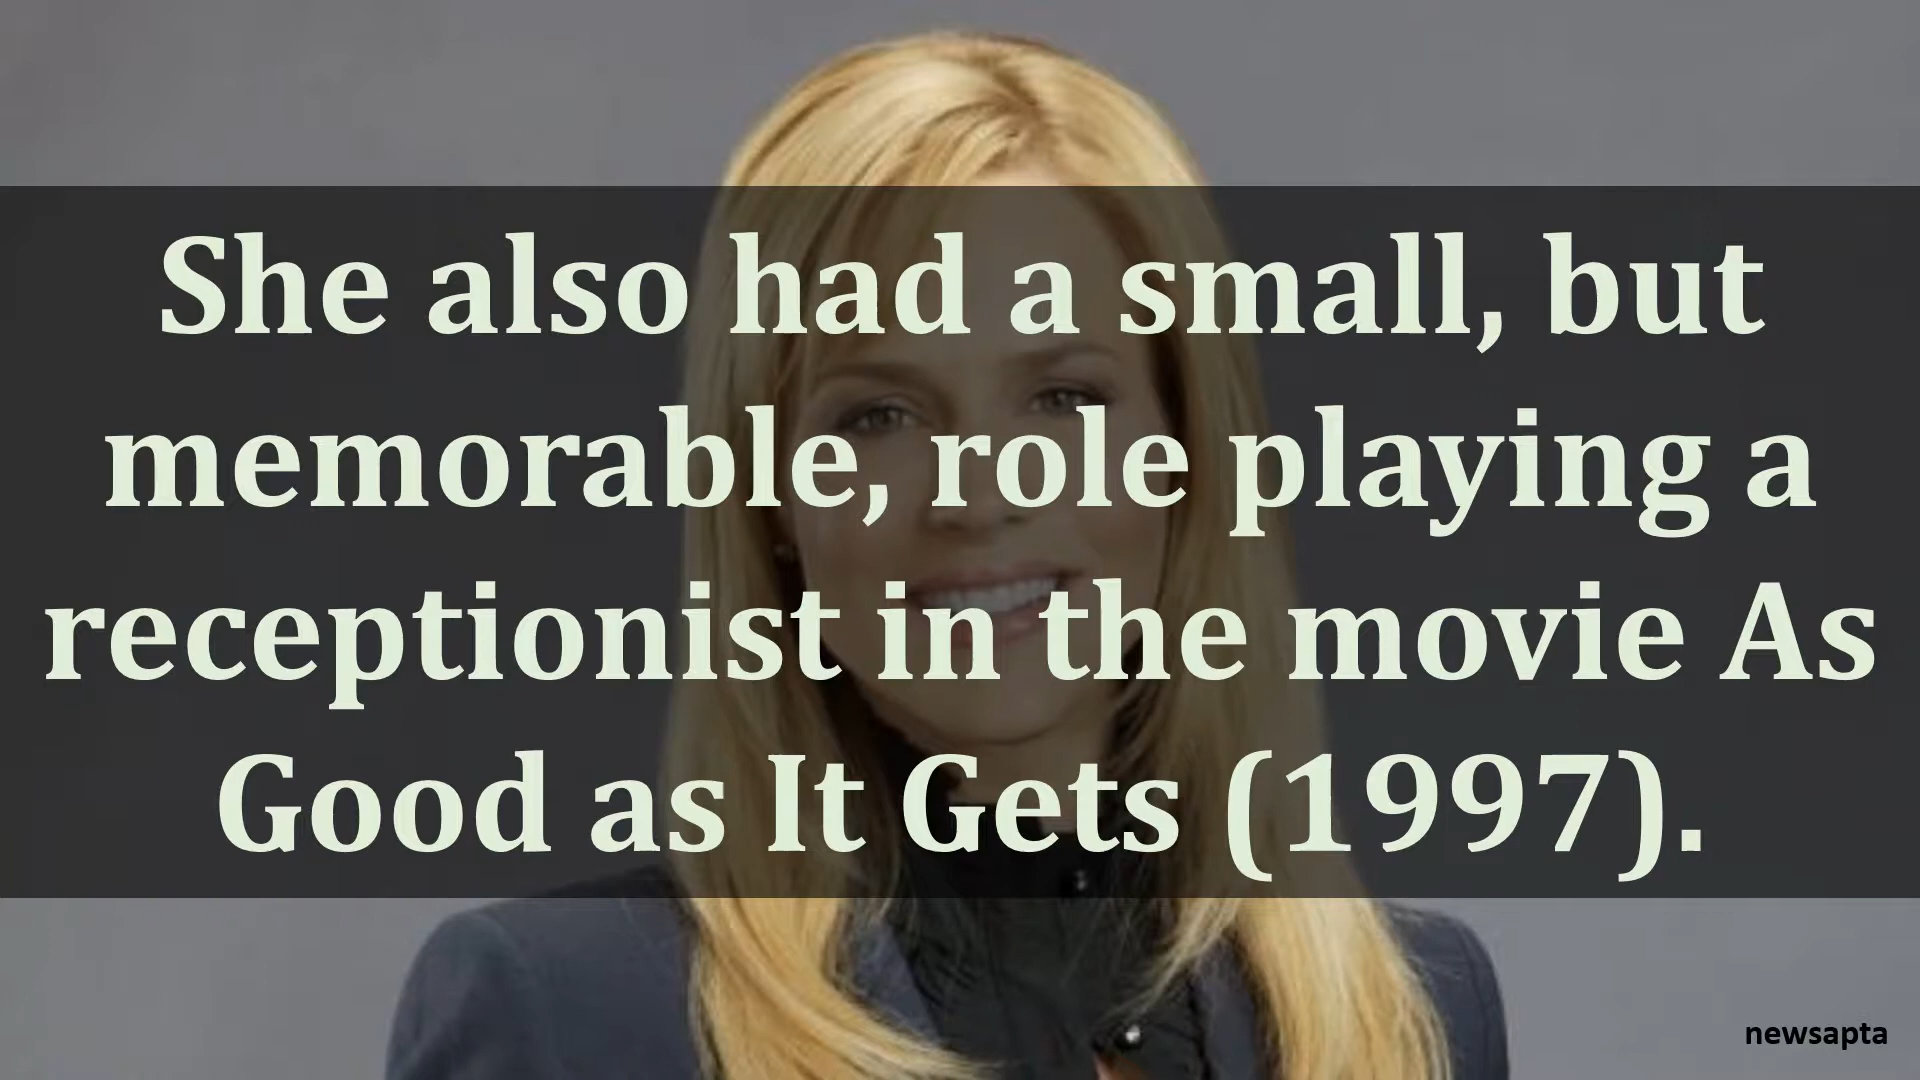 She also had a small, but
memorable, role playing a
receptionist in the movie As
Good as It Gets (1997).
newsapta